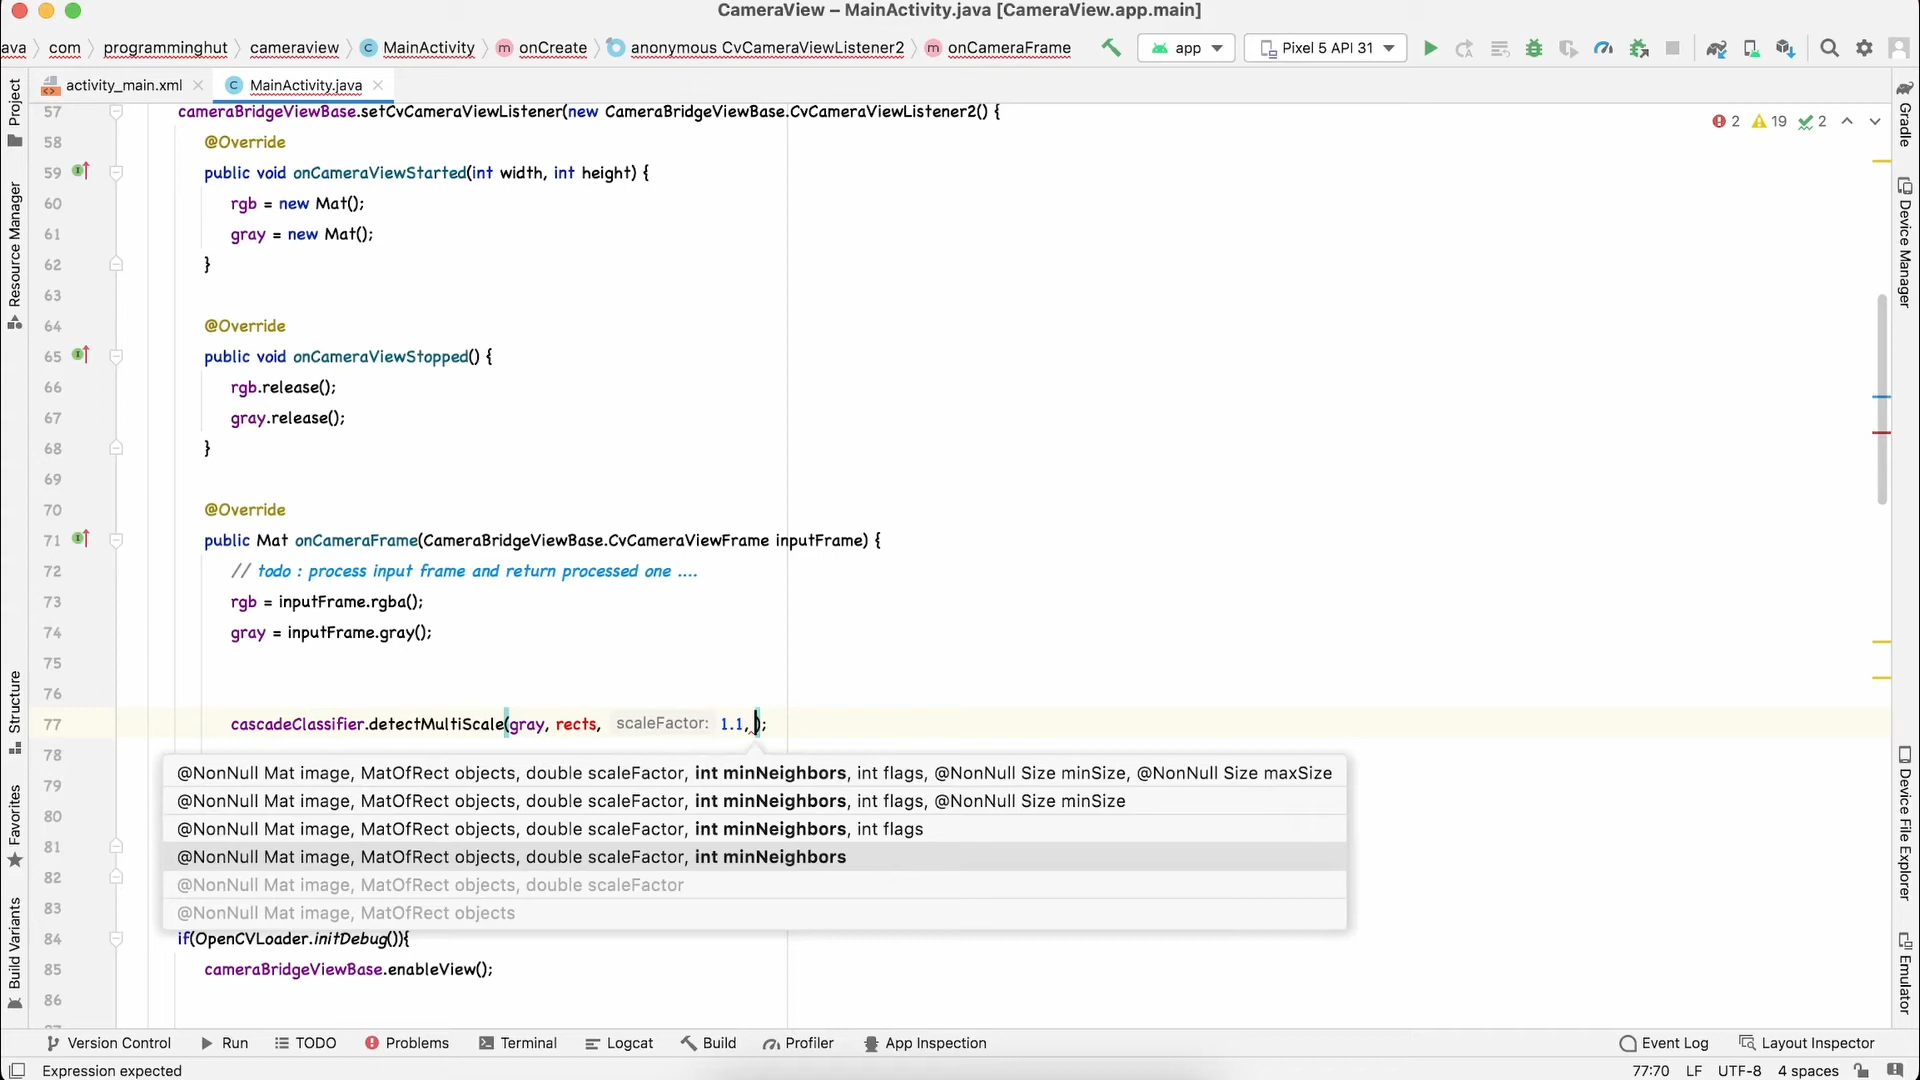 CameraView – MainActivity.java [CameraView.app.main]
ava com programminghut cameraview C MainActivity m onCreate anonymous CvCameraViewListener2 m onCameraFrame app Pixel 5 API 31
activity_main.xml C MainActivity.java
57 cameraBridgeViewBase.setCvCameraViewListener(new CameraBridgeViewBase.CvCameraViewListener2() {
2 19 2
58 @Override
59 public void onCameraViewStarted(int width, int height) {
60 rgb = new Mat();
61 gray = new Mat();
62 }
63
64 @Override
65 public void onCameraViewStopped() {
66 rgb.release();
67 gray.release();
68 }
69
70 @Override
71 public Mat onCameraFrame(CameraBridgeViewBase.CvCameraViewFrame inputFrame) {
72 // todo : process input frame and return processed one ....
73 rgb = inputFrame.rgba();
74 gray = inputFrame.gray();
75
76
77 cascadeClassifier.detectMultiScale(gray, rects, scaleFactor: 1.1, );
78
@NonNull Mat image, MatOfRect objects, double scaleFactor, int minNeighbors, int flags, @NonNull Size minSize, @NonNull Size maxSize
79
@NonNull Mat image, MatOfRect objects, double scaleFactor, int minNeighbors, int flags, @NonNull Size minSize
80
@NonNull Mat image, MatOfRect objects, double scaleFactor, int minNeighbors, int flags
81
@NonNull Mat image, MatOfRect objects, double scaleFactor, int minNeighbors
82
@NonNull Mat image, MatOfRect objects, double scaleFactor
83
@NonNull Mat image, MatOfRect objects
84 if(OpenCVLoader.initDebug()){
85 cameraBridgeViewBase.enableView();
86
Project
Resource Manager
Structure
Favorites
Build Variants
Gradle
Device Manager
Device File Explorer
Emulator
Version Control Run TODO Problems Terminal Logcat Build Profiler App Inspection Event Log Layout Inspector
Expression expected 77:70 LF UTF-8 4 spaces